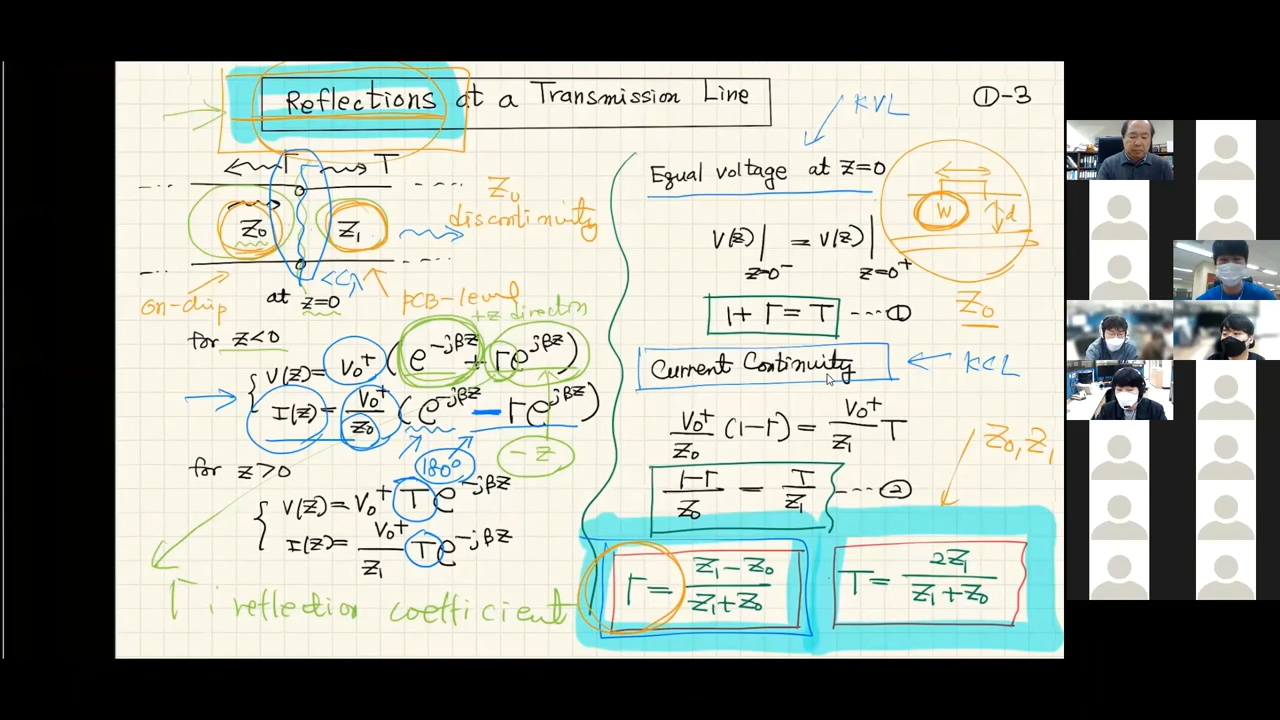 Reflections at a Transmission Line
①-3
Γ T
Z₀ Z₁
Z₀
discontinuity
on-chip
at z=0
PCB-level
+z direction
for z<0
V(z)= V₀⁺ (e^-jβz + Γe^jβz)
I(z)= V₀⁺/Z₀ (e^-jβz − Γe^jβz)
180°
-z
for z>0
V(z)= V₀⁺ T e^-jβz
I(z)= V₀⁺/Z₁ T e^-jβz
Γ ; reflection coefficient
KVL
Equal voltage at z=0
V(z)|z=0⁻ = V(z)|z=0⁺
1+Γ=T ----①
W
d
Z₀
Current Continuity
KCL
V₀⁺/Z₀ (1-Γ) = V₀⁺/Z₁ T
1-Γ/Z₀ = T/Z₁ ----②
Z₀, Z₁
Γ = Z₁-Z₀/Z₁+Z₀
T = 2Z₁/Z₁+Z₀